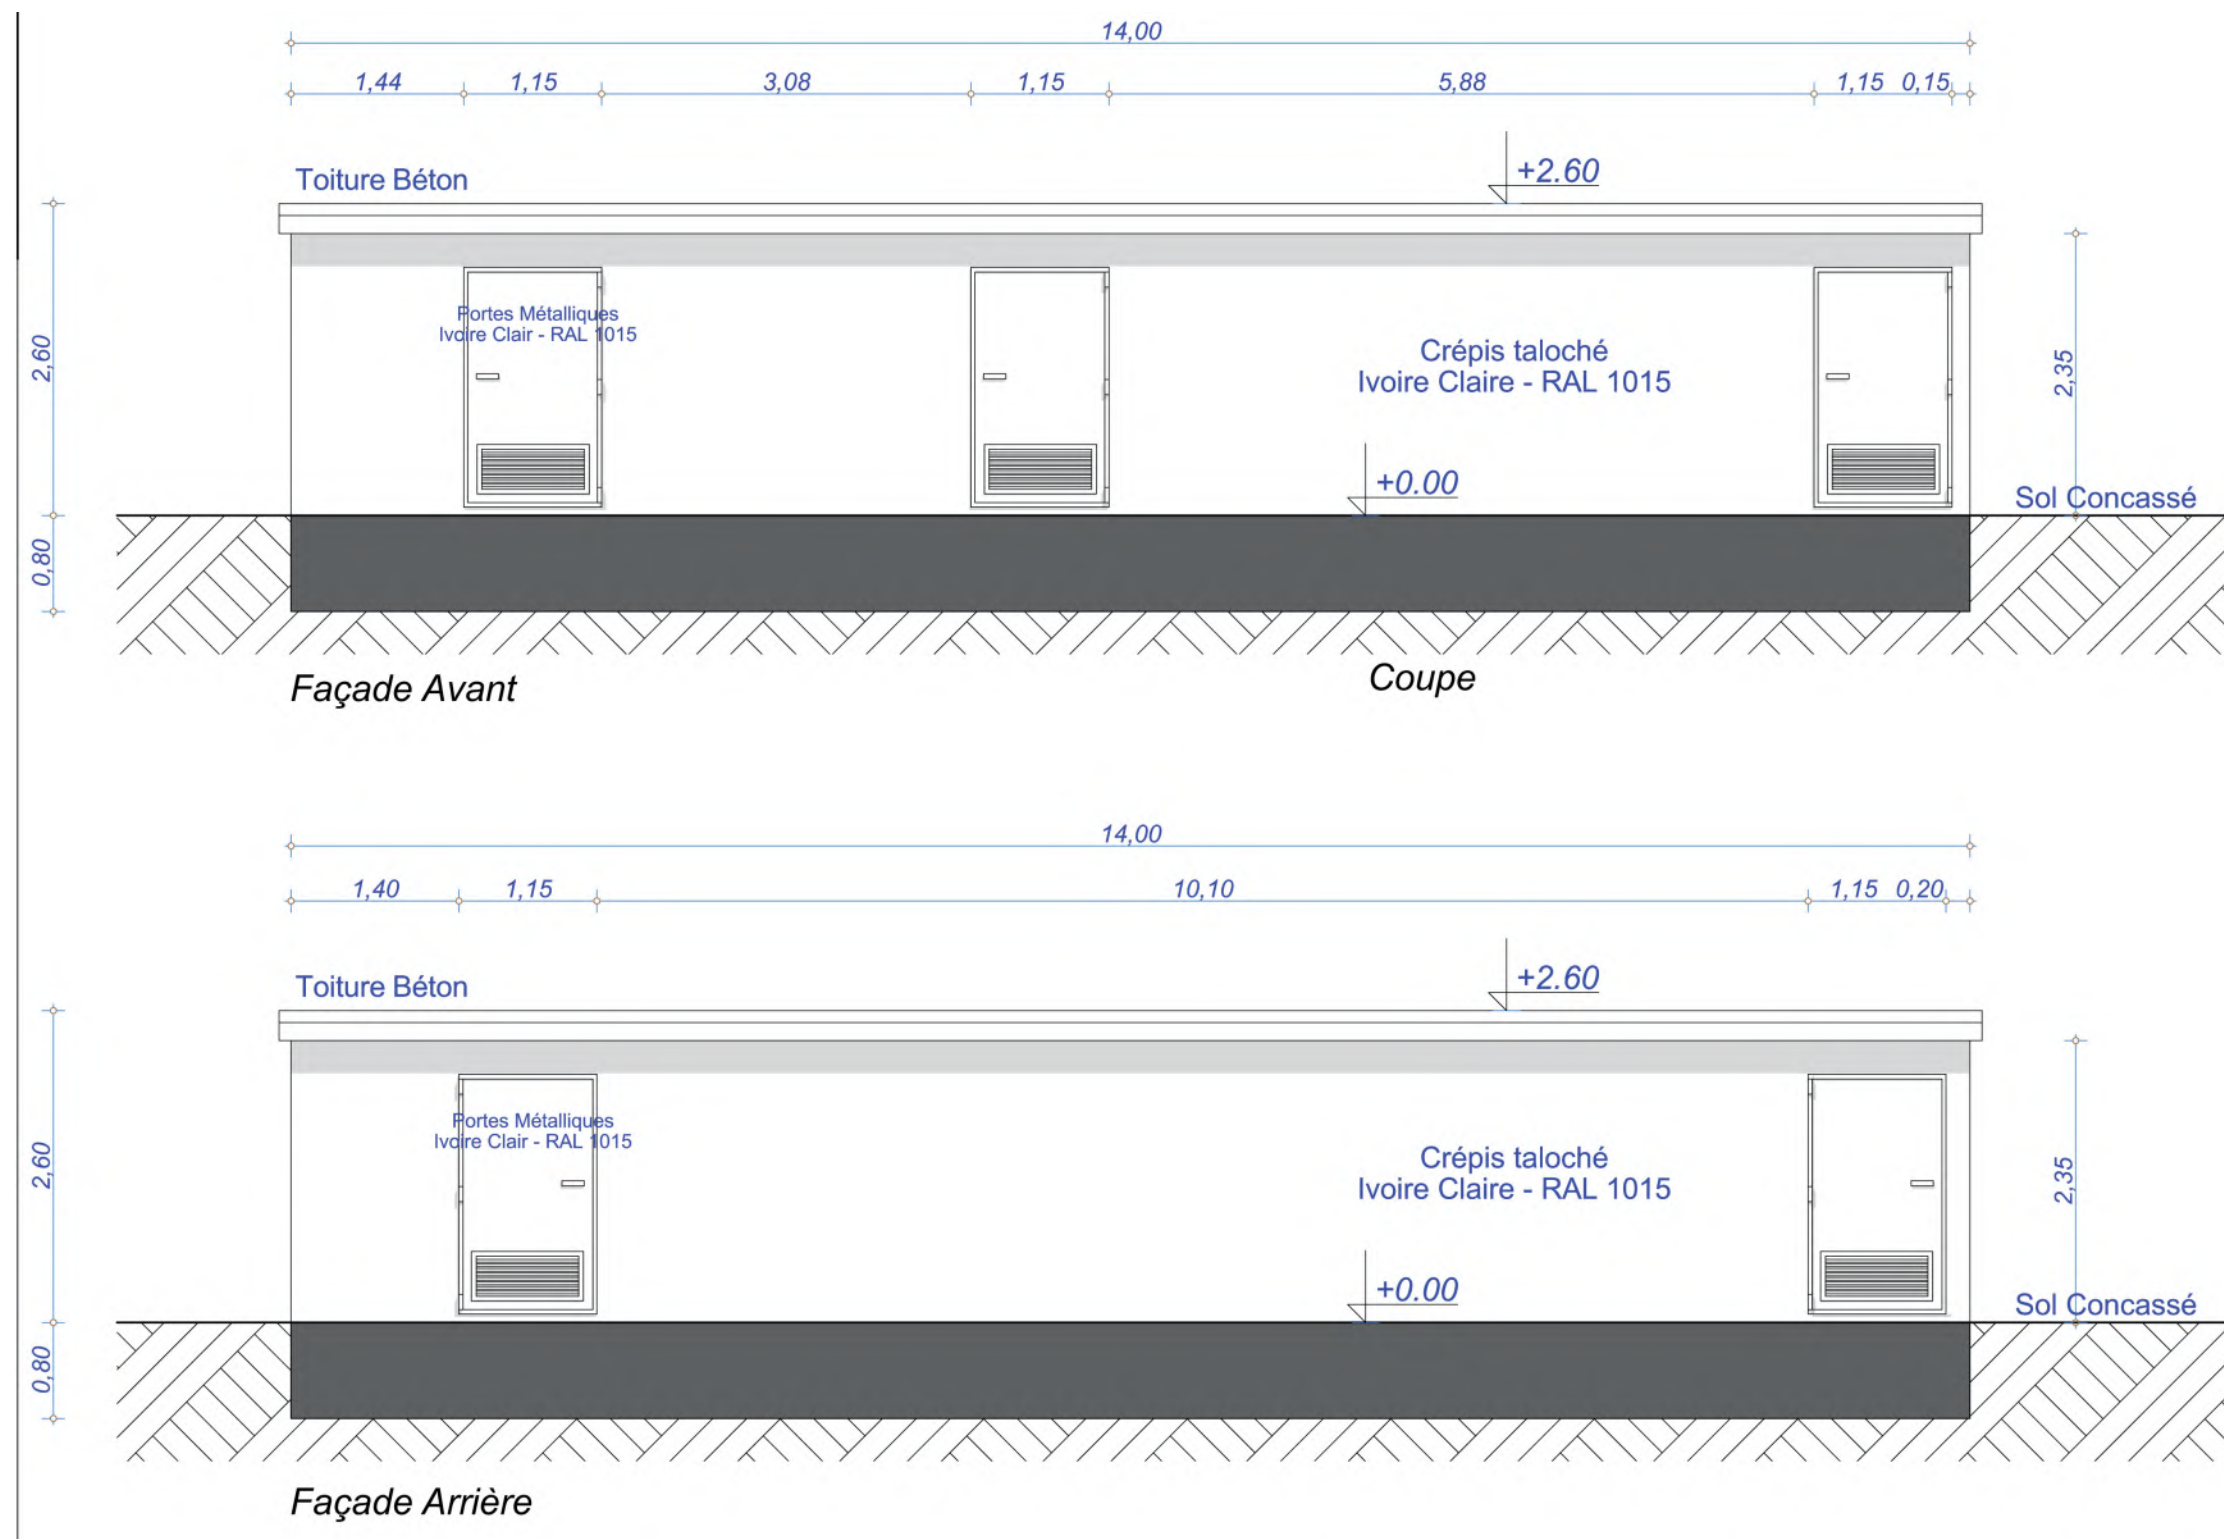 14,00
1,44 1,15 3,08 1,15 5,88 1,15 0,15
Toiture Béton
+2.60
Portes Métalliques
Ivoire Clair - RAL 1015
Crépis taloché
Ivoire Claire - RAL 1015
2,60
2,35
+0.00
Sol Concassé
0,80
Façade Avant
Coupe
14,00
1,40 1,15 10,10 1,15 0,20
Toiture Béton
+2.60
Portes Métalliques
Ivoire Clair - RAL 1015
Crépis taloché
Ivoire Claire - RAL 1015
2,60
2,35
+0.00
Sol Concassé
0,80
Façade Arrière